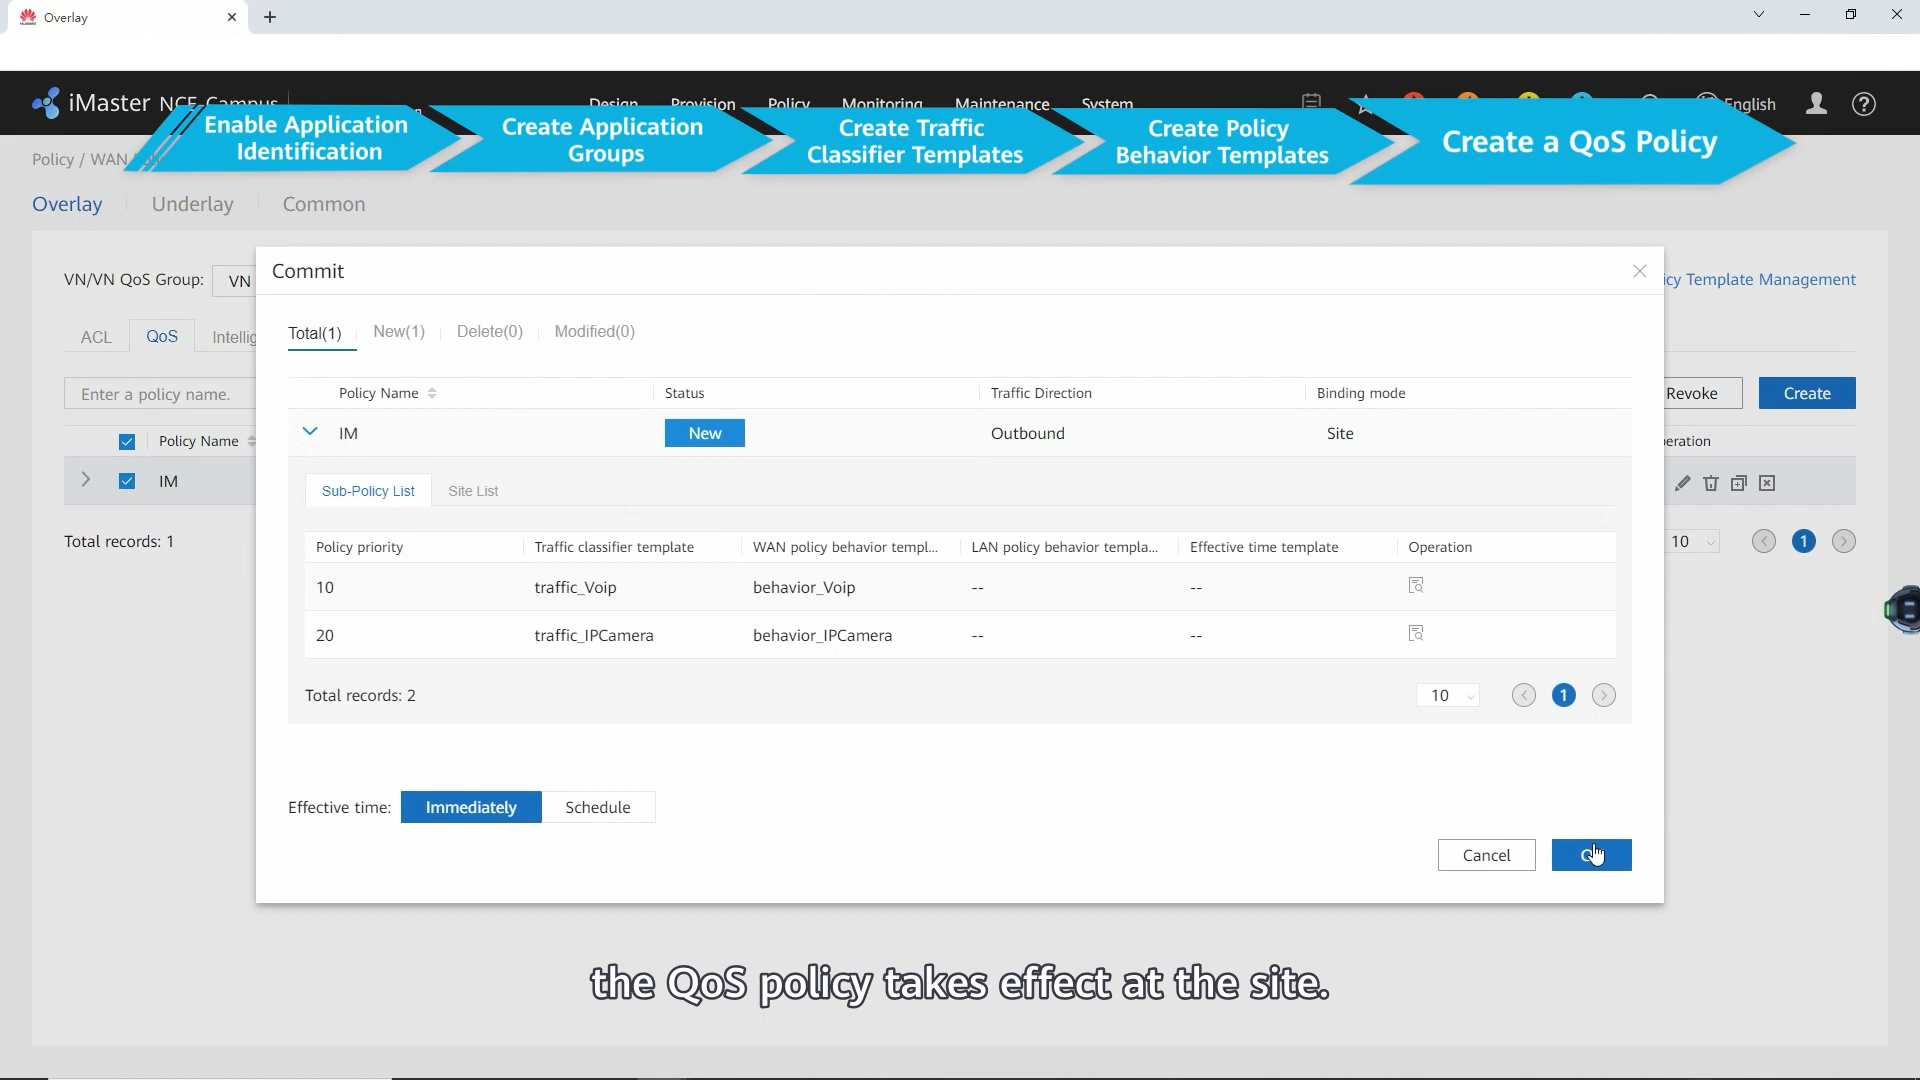 Overlay
iMaster NCE-Campus
Design Provision Policy Monitoring Maintenance System English
Enable Application
Identification
Create Application
Groups
Create Traffic
Classifier Templates
Create Policy
Behavior Templates
Create a QoS Policy
Policy / WAN
Overlay Underlay Common
VN/VN QoS Group: VN
icy Template Management
ACL QoS Intellig
Enter a policy name.
Revoke Create
Policy Name
eration
IM
Total records: 1
10 1
Commit
Total(1) New(1) Delete(0) Modified(0)
Policy Name Status Traffic Direction Binding mode
IM New Outbound Site
Sub-Policy List Site List
Policy priority Traffic classifier template WAN policy behavior templ... LAN policy behavior templa... Effective time template Operation
10 traffic_Voip behavior_Voip -- --
20 traffic_IPCamera behavior_IPCamera -- --
Total records: 2 10 1
Effective time: Immediately Schedule
Cancel
the QoS policy takes effect at the site.